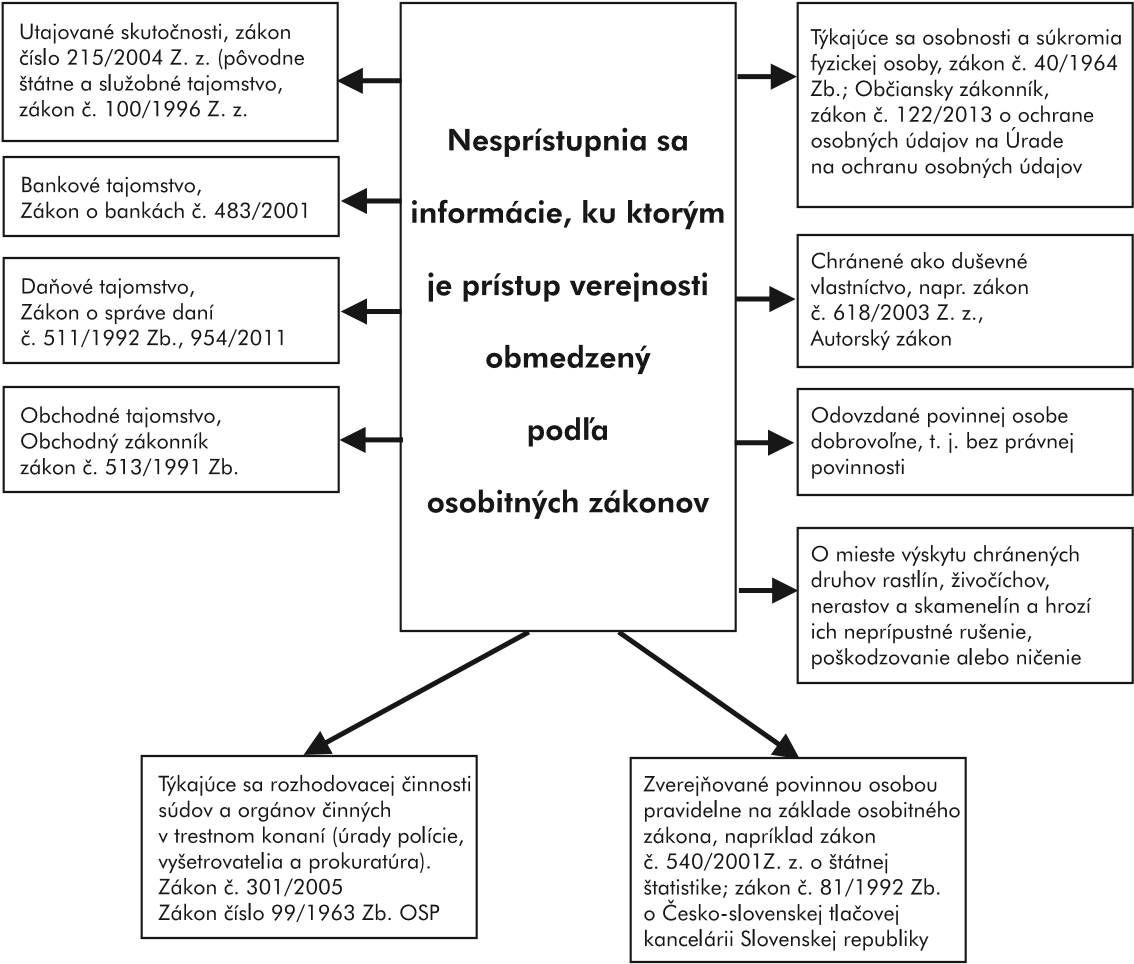 Utajované skutočnosti, zákon
číslo 215/2004 Z. z. (pôvodne
štátne a služobné tajomstvo,
zákon č. 100/1996 Z. z.
Bankové tajomstvo,
Zákon o bankách č. 483/2001
Daňové tajomstvo,
Zákon o správe daní
č. 511/1992 Zb., 954/2011
Obchodné tajomstvo,
Obchodný zákonník
zákon č. 513/1991 Zb.
Nesprístupnia sa
informácie, ku ktorým
je prístup verejnosti
obmedzený
podľa
osobitných zákonov
Týkajúce sa osobnosti a súkromia
fyzickej osoby, zákon č. 40/1964
Zb.; Občiansky zákonník,
zákon č. 122/2013 o ochrane
osobných údajov na Úrade
na ochranu osobných údajov
Chránené ako duševné
vlastníctvo, napr. zákon
č. 618/2003 Z. z.,
Autorský zákon
Odovzdané povinnej osobe
dobrovoľne, t. j. bez právnej
povinnosti
O mieste výskytu chránených
druhov rastlín, živočíchov,
nerastov a skamenelín a hrozí
ich neprípustné rušenie,
poškodzovanie alebo ničenie
Týkajúce sa rozhodovacej činnosti
súdov a orgánov činných
v trestnom konaní (úrady polície,
vyšetrovatelia a prokuratúra).
Zákon č. 301/2005
Zákon číslo 99/1963 Zb. OSP
Zverejňované povinnou osobou
pravidelne na základe osobitného
zákona, napríklad zákon
č. 540/2001Z. z. o štátnej
štatistike; zákon č. 81/1992 Zb.
o Česko-slovenskej tlačovej
kancelárii Slovenskej republiky